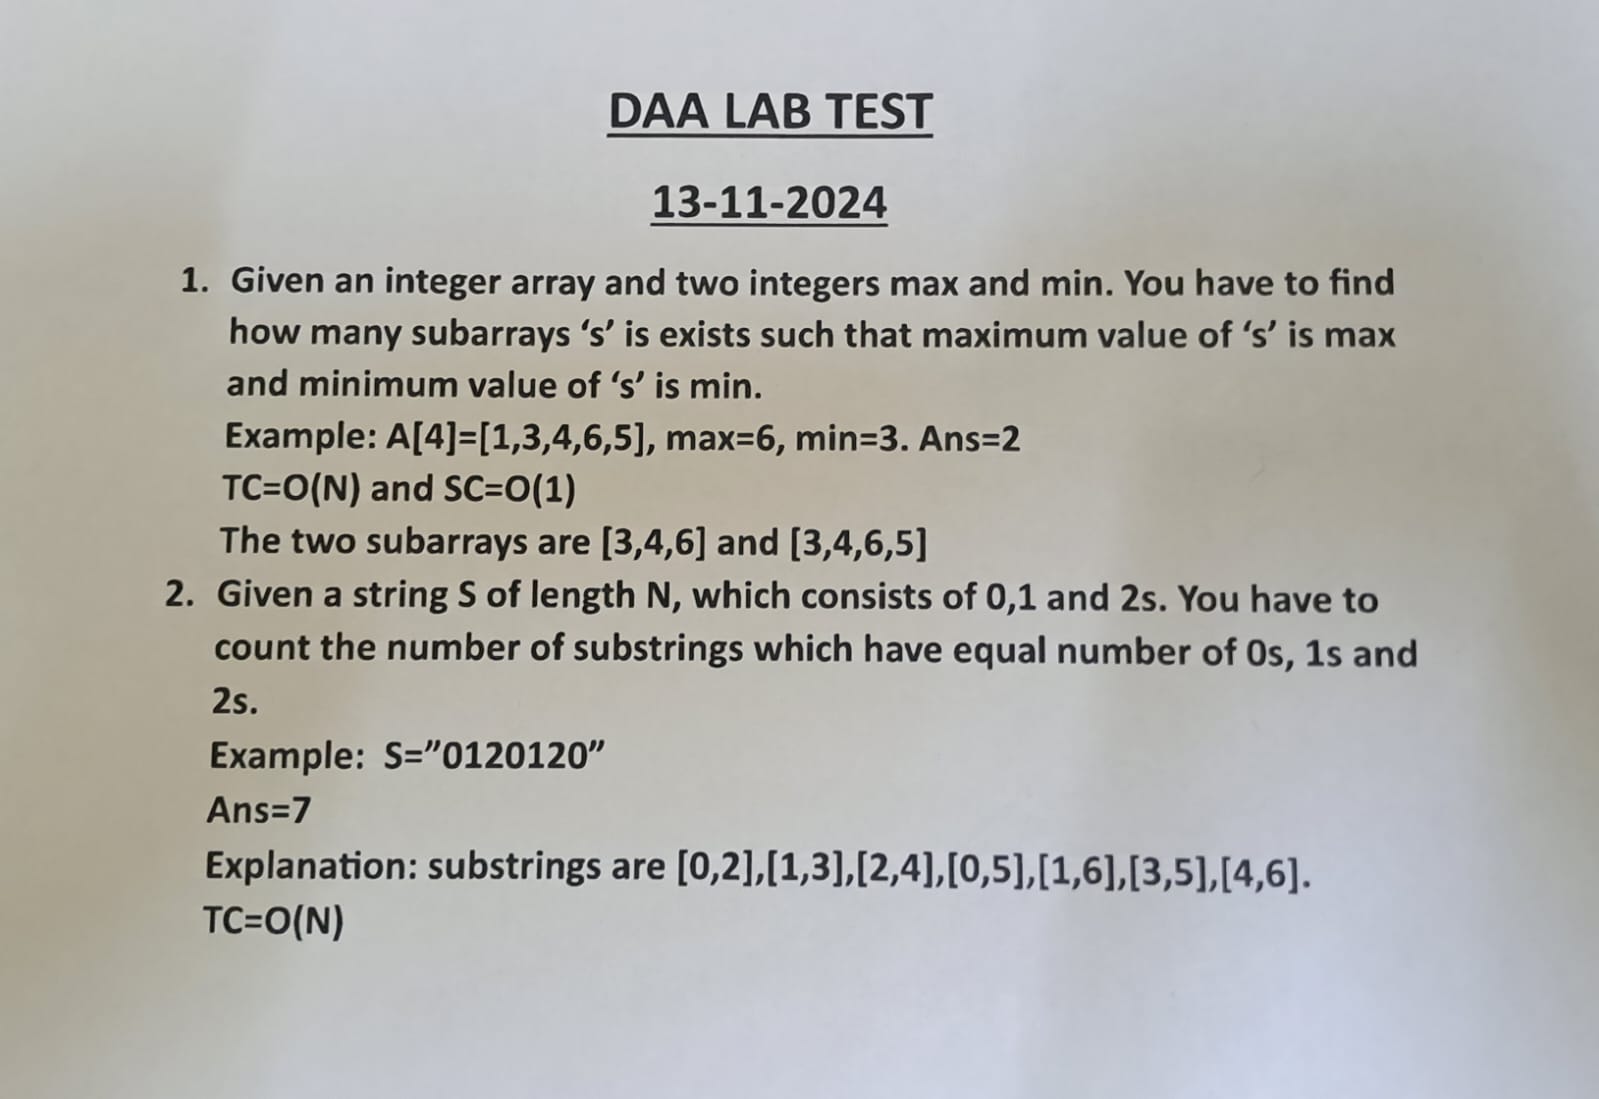 DAA LAB TEST
13-11-2024
1. Given an integer array and two integers max and min. You have to find
how many subarrays ‘s’ is exists such that maximum value of ‘s’ is max
and minimum value of ‘s’ is min.
Example: A[4]=[1,3,4,6,5], max=6, min=3. Ans=2
TC=O(N) and SC=O(1)
The two subarrays are [3,4,6] and [3,4,6,5]
2. Given a string S of length N, which consists of 0,1 and 2s. You have to
count the number of substrings which have equal number of 0s, 1s and
2s.
Example: S=”0120120”
Ans=7
Explanation: substrings are [0,2],[1,3],[2,4],[0,5],[1,6],[3,5],[4,6].
TC=O(N)